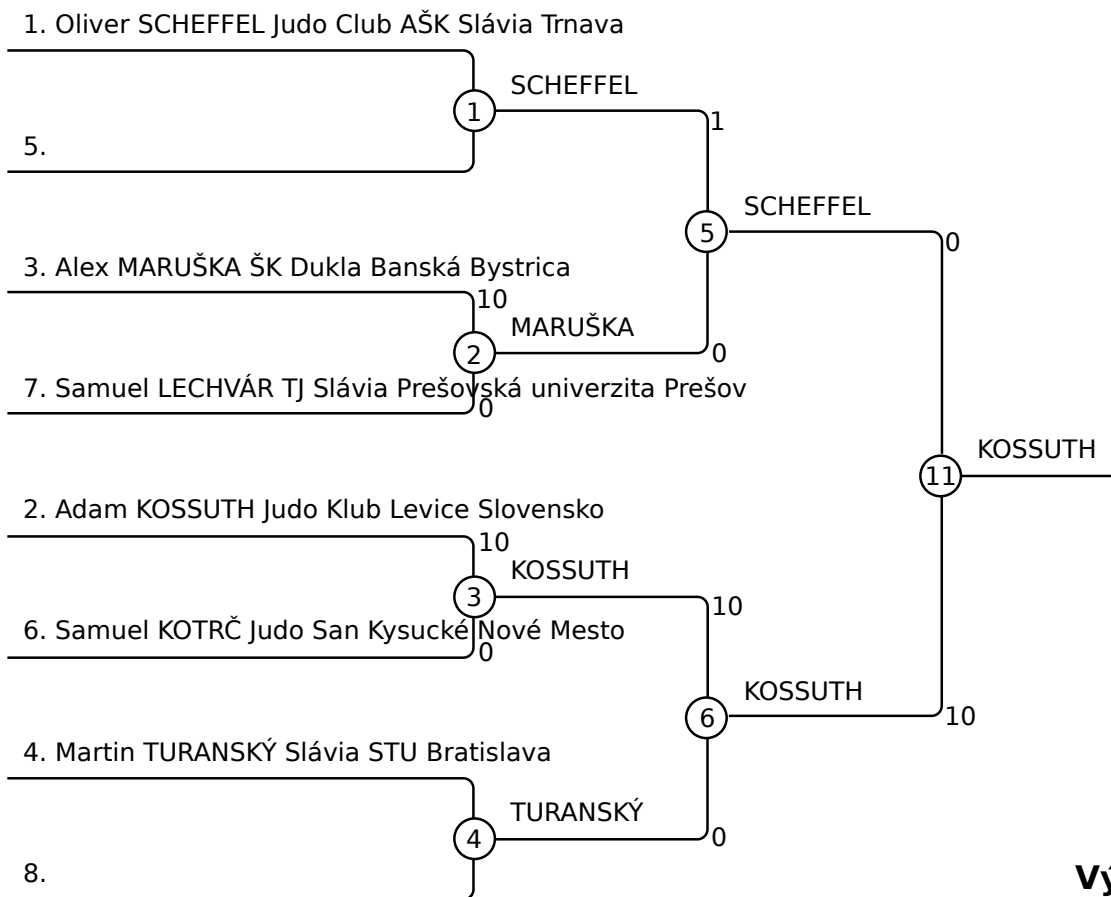 1. Oliver SCHEFFEL Judo Club AŠK Slávia Trnava
SCHEFFEL
1
1
5.
SCHEFFEL
5
0
3. Alex MARUŠKA ŠK Dukla Banská Bystrica
10
MARUŠKA
2
0
7. Samuel LECHVÁR TJ Slávia Prešovská univerzita Prešov
0
KOSSUTH
11
2. Adam KOSSUTH Judo Klub Levice Slovensko
10
KOSSUTH
3
10
6. Samuel KOTRČ Judo San Kysucké Nové Mesto
0
KOSSUTH
6
10
4. Martin TURANSKÝ Slávia STU Bratislava
TURANSKÝ
4
0
8.
Vý